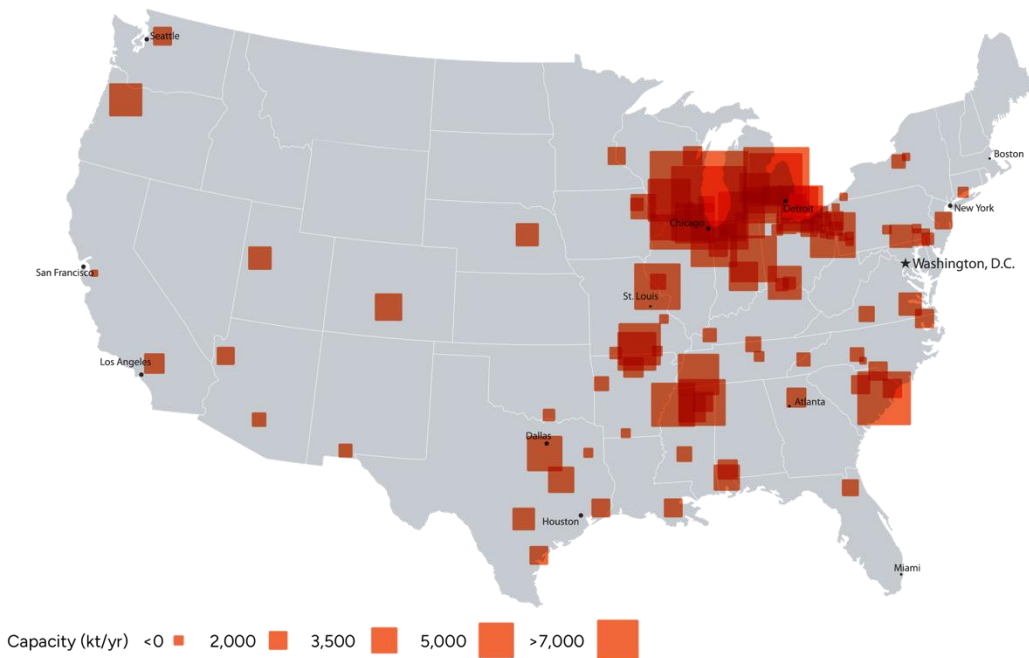 Seattle
Boston
Detroit
New York
Chicago
Washington, D.C.
San Francisco
St. Louis
Los Angeles
Atlanta
Dallas
Houston
Miami
Capacity (kt/yr) <0 2,000 3,500 5,000 >7,000